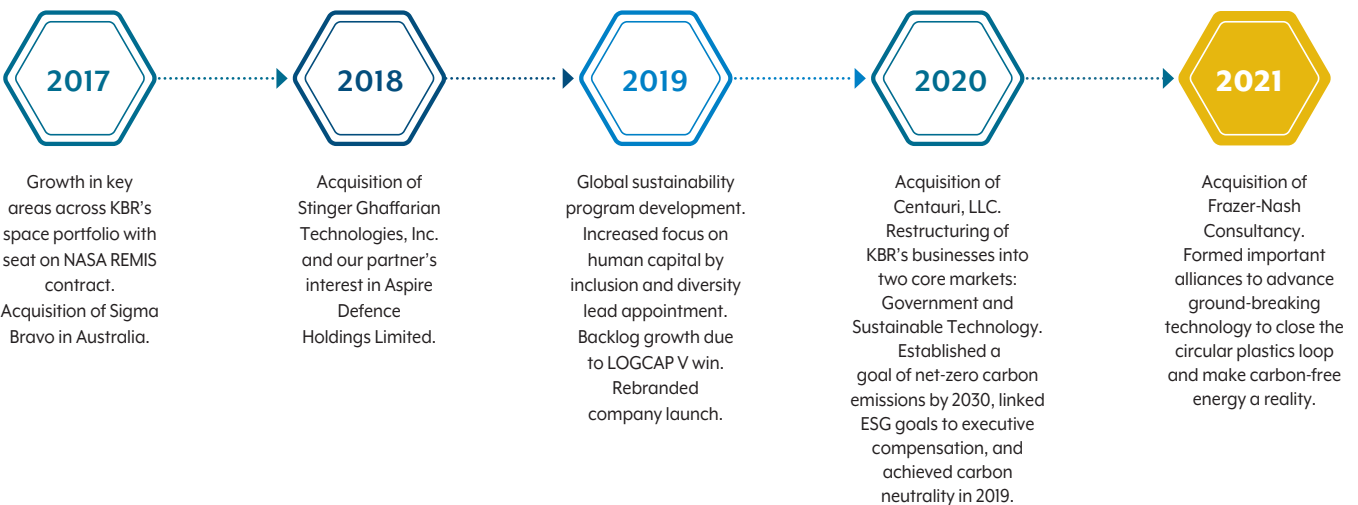 2017
Growth in key
areas across KBR's
space portfolio with
seat on NASA REMIS
contract.
Acquisition of Sigma
Bravo in Australia.
2018
Acquisition of
Stinger Ghaffarian
Technologies, Inc.
and our partner's
interest in Aspire
Defence
Holdings Limited.
2019
Global sustainability
program development.
Increased focus on
human capital by
inclusion and diversity
lead appointment.
Backlog growth due
to LOGCAP V win.
Rebranded
company launch.
2020
Acquisition of
Centauri, LLC.
Restructuring of
KBR's businesses into
two core markets:
Government and
Sustainable Technology.
Established a
goal of net-zero carbon
emissions by 2030, linked
ESG goals to executive
compensation, and
achieved carbon
neutrality in 2019.
2021
Acquisition of
Frazer-Nash
Consultancy.
Formed important
alliances to advance
ground-breaking
technology to close the
circular plastics loop
and make carbon-free
energy a reality.